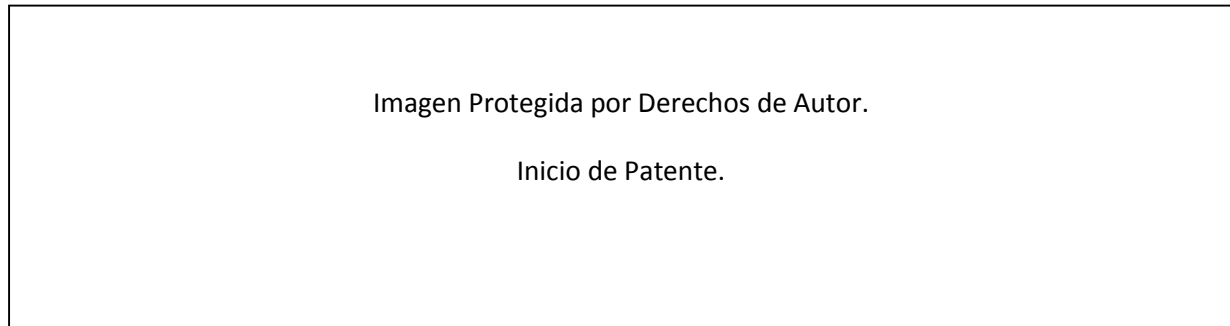 Imagen Protegida por Derechos de Autor.
Inicio de Patente.